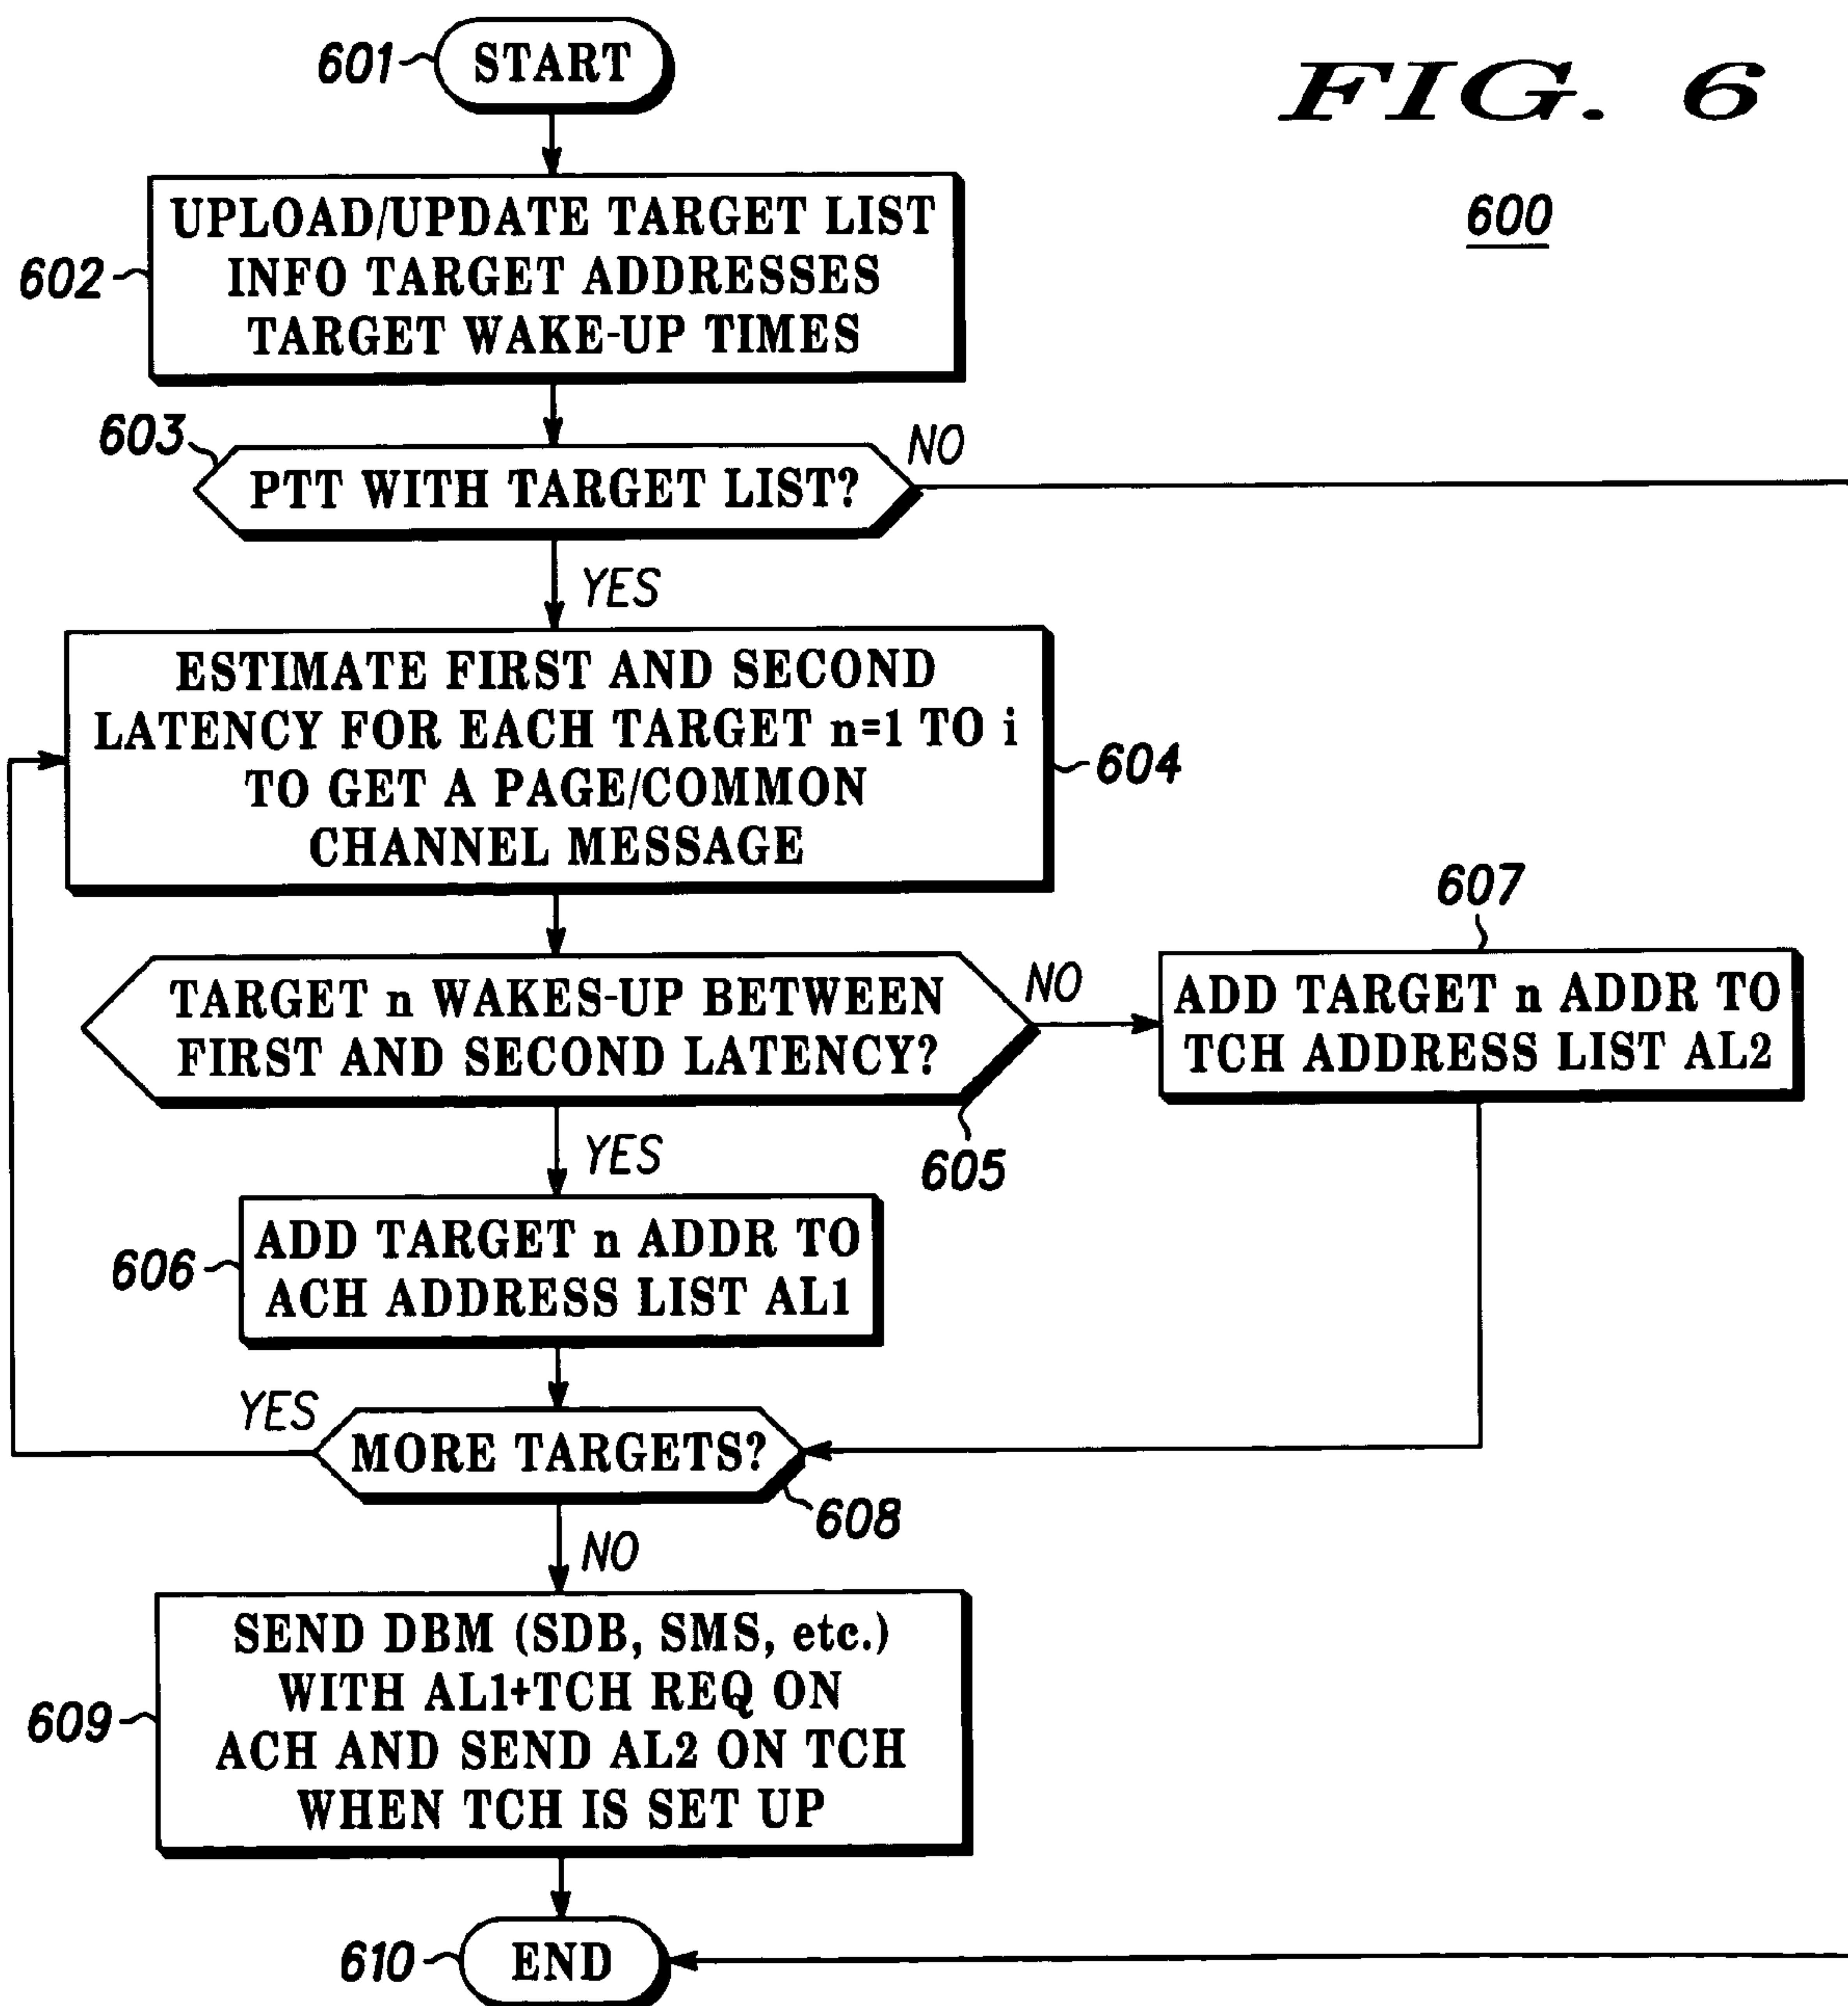 FIG. 6
600
601
START
602
UPLOAD/UPDATE TARGET LIST
INFO TARGET ADDRESSES
TARGET WAKE-UP TIMES
603
PTT WITH TARGET LIST?
NO
YES
ESTIMATE FIRST AND SECOND
LATENCY FOR EACH TARGET n=1 TO i
TO GET A PAGE/COMMON
CHANNEL MESSAGE
604
TARGET n WAKES-UP BETWEEN
FIRST AND SECOND LATENCY?
605
NO
607
ADD TARGET n ADDR TO
TCH ADDRESS LIST AL2
YES
606
ADD TARGET n ADDR TO
ACH ADDRESS LIST AL1
YES
MORE TARGETS?
608
NO
609
SEND DBM (SDB, SMS, etc.)
WITH AL1+TCH REQ ON
ACH AND SEND AL2 ON TCH
WHEN TCH IS SET UP
610
END